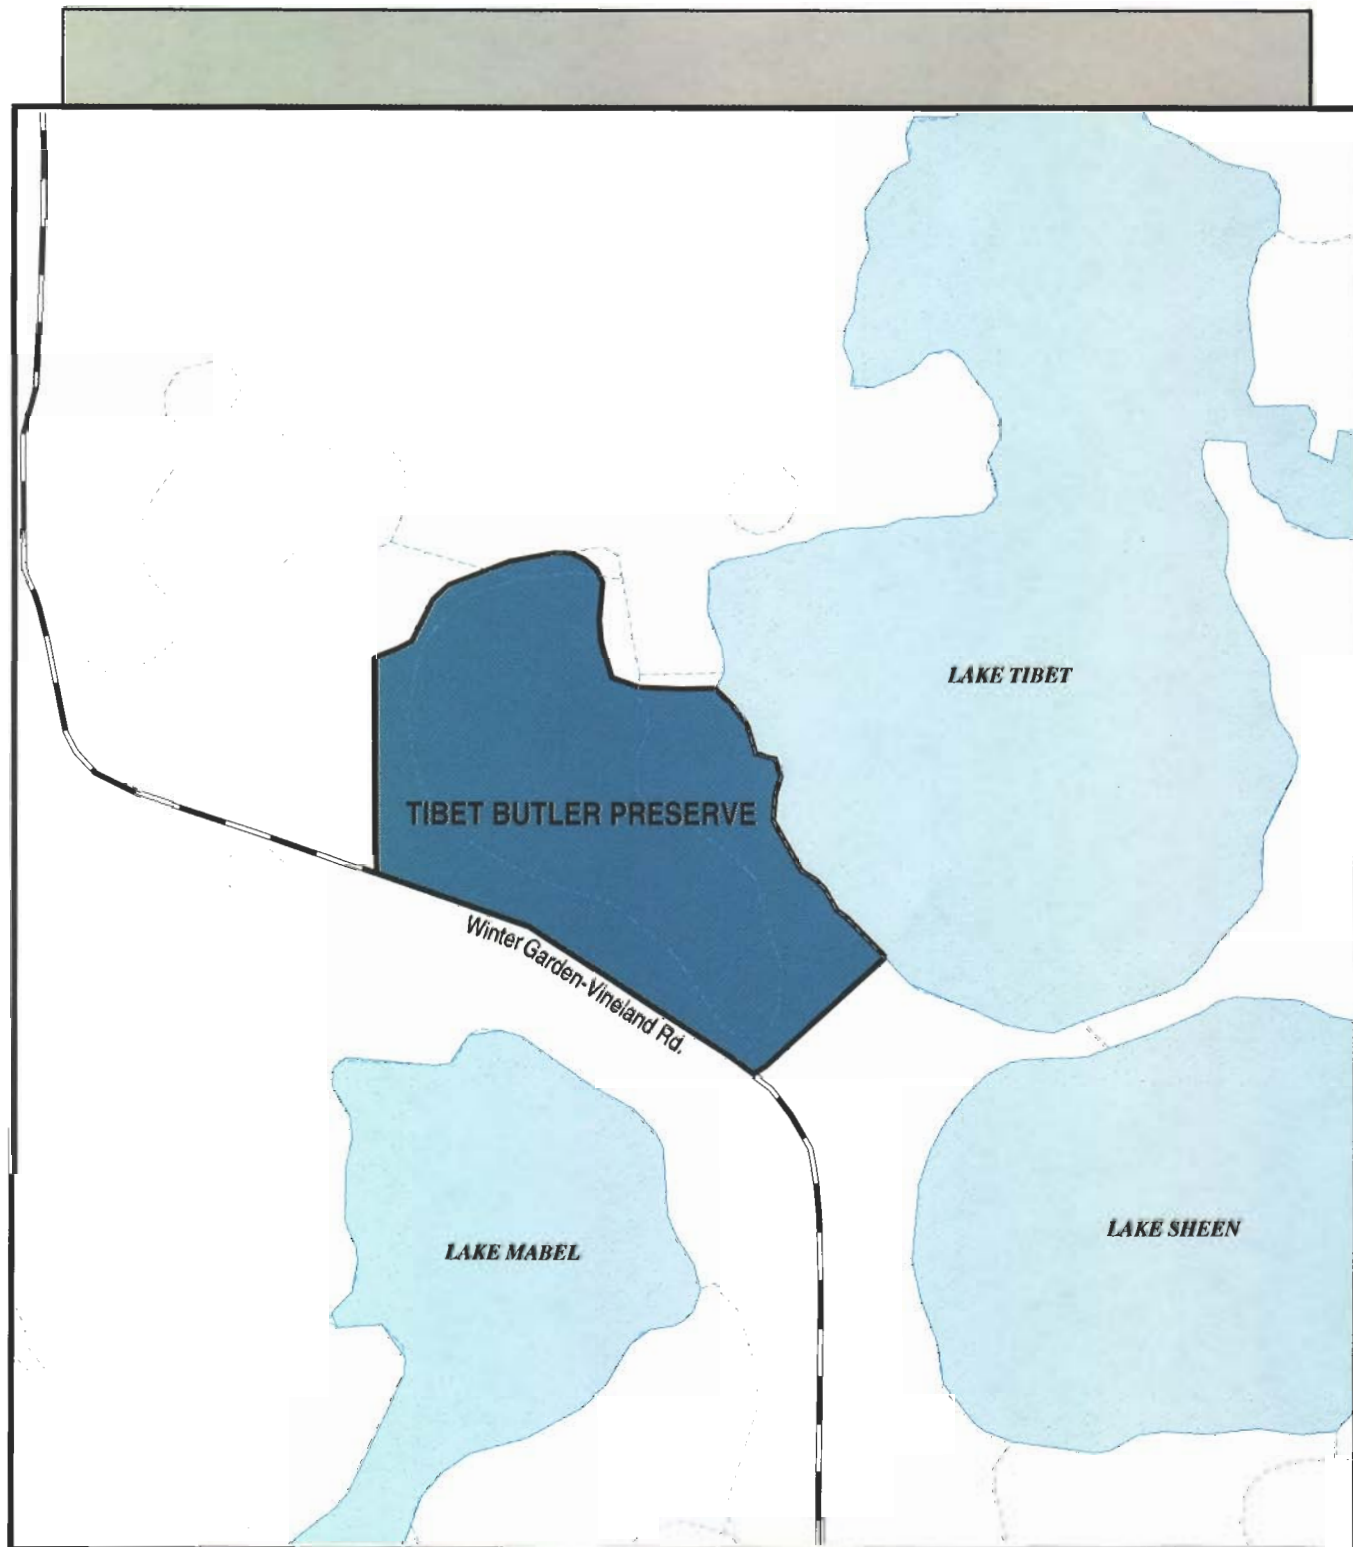 LAKE TIBET
TIBET BUTLER PRESERVE
Winter Garden-Vineland Rd.
LAKE SHEEN
LAKE MABEL